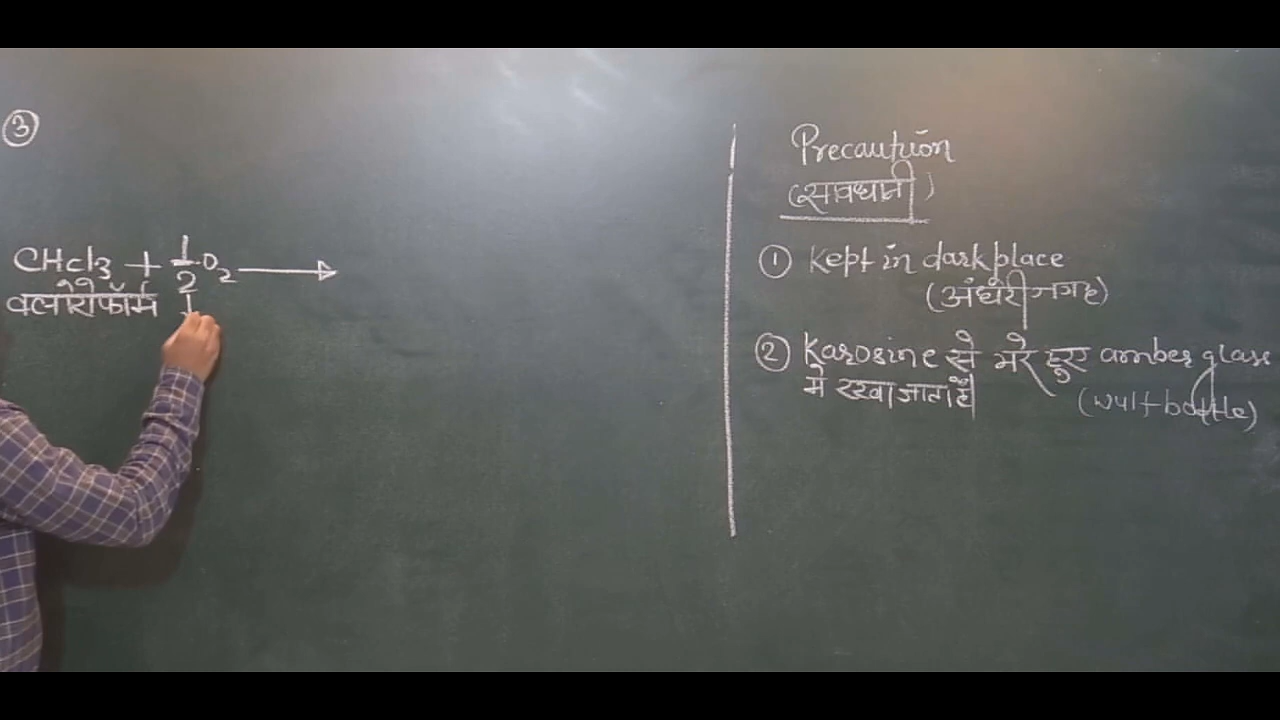 ③
CHCl3 + 1/2 O2 →
क्लोरोफॉर्म
Precaution
(सावधानी)
① Kept in dark place
(अंधेरी जगह)
② Karosine से भरे हुए amber glass
मे रखा जाता है|
(wulf bottle)